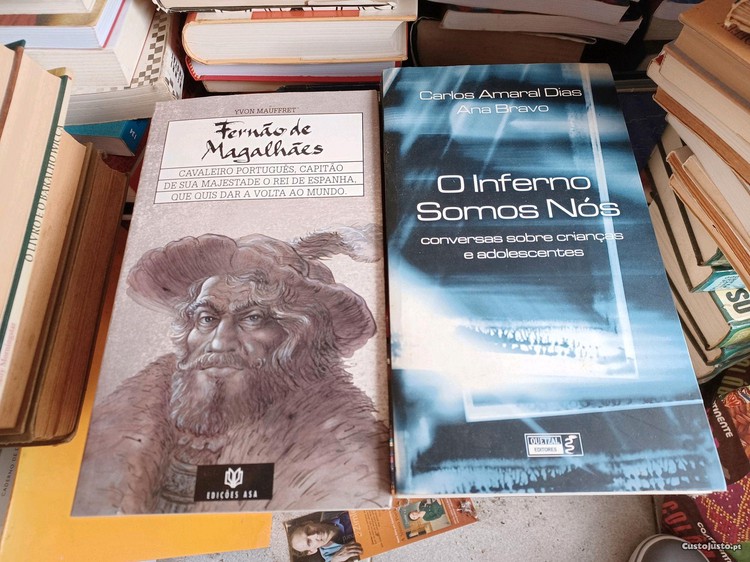 YVON MAUFFRET
Fernão de
Magalhães
CAVALEIRO PORTUGUÊS, CAPITÃO
DE SUA MAJESTADE O REI DE ESPANHA,
QUE QUIS DAR A VOLTA AO MUNDO.
EDIÇÕES ASA
Carlos Amaral Dias
Ana Bravo
O Inferno
Somos Nós
conversas sobre crianças
e adolescentes
QUETZAL
EDITORES
CustoJusto.pt